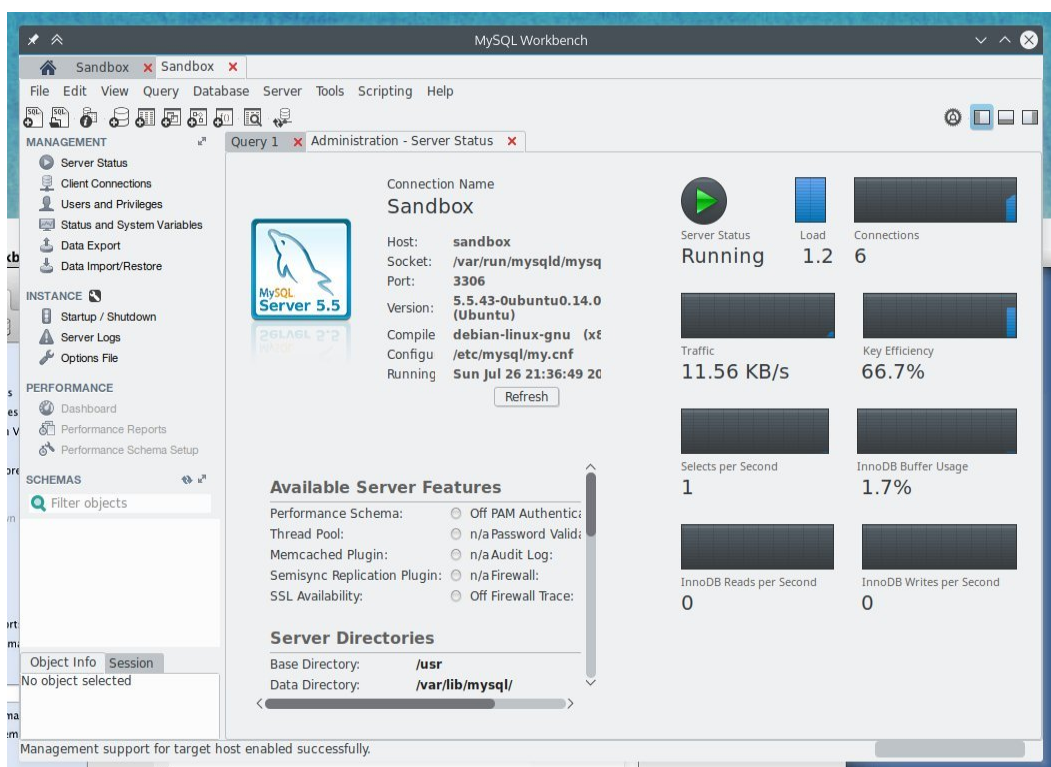 MySQL Workbench
Sandbox Sandbox
File Edit View Query Database Server Tools Scripting Help
MANAGEMENT
Server Status
Client Connections
Users and Privileges
Status and System Variables
Data Export
Data Import/Restore
INSTANCE
Startup / Shutdown
Server Logs
Options File
PERFORMANCE
Dashboard
Performance Reports
Performance Schema Setup
SCHEMAS
Filter objects
Object Info Session
No object selected
Query 1 Administration - Server Status
MySQL
Server 5.5
Connection Name
Sandbox
Host: sandbox
Socket: /var/run/mysqld/mysq
Port: 3306
Version: 5.5.43-0ubuntu0.14.0
(Ubuntu)
Compile debian-linux-gnu (x8
Configu /etc/mysql/my.cnf
Running Sun Jul 26 21:36:49 20
Refresh
Available Server Features
Performance Schema: Off PAM Authentica
Thread Pool: n/a Password Valida
Memcached Plugin: n/a Audit Log:
Semisync Replication Plugin: n/a Firewall:
SSL Availability: Off Firewall Trace:
Server Directories
Base Directory: /usr
Data Directory: /var/lib/mysql/
Server Status Load Connections
Running 1.2 6
Traffic Key Efficiency
11.56 KB/s 66.7%
Selects per Second InnoDB Buffer Usage
1 1.7%
InnoDB Reads per Second InnoDB Writes per Second
0 0
Management support for target host enabled successfully.